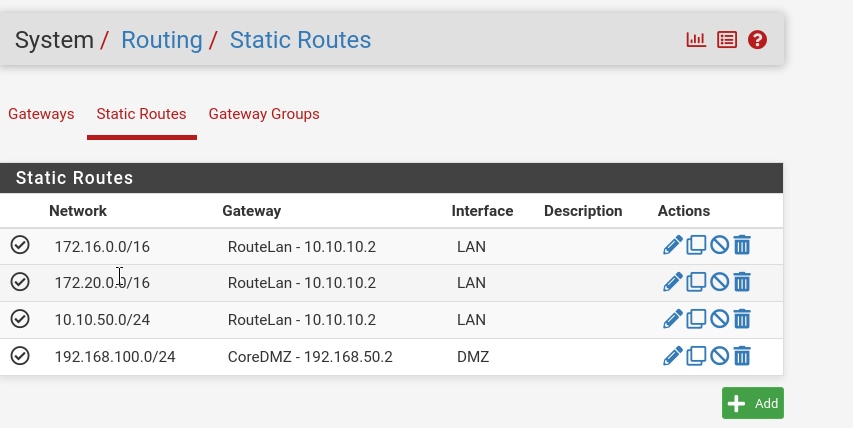 System / Routing / Static Routes
Gateways Static Routes Gateway Groups
Static Routes
Network Gateway Interface Description Actions
172.16.0.0/16 RouteLan - 10.10.10.2 LAN
172.20.0.0/16 RouteLan - 10.10.10.2 LAN
10.10.50.0/24 RouteLan - 10.10.10.2 LAN
192.168.100.0/24 CoreDMZ - 192.168.50.2 DMZ
Add